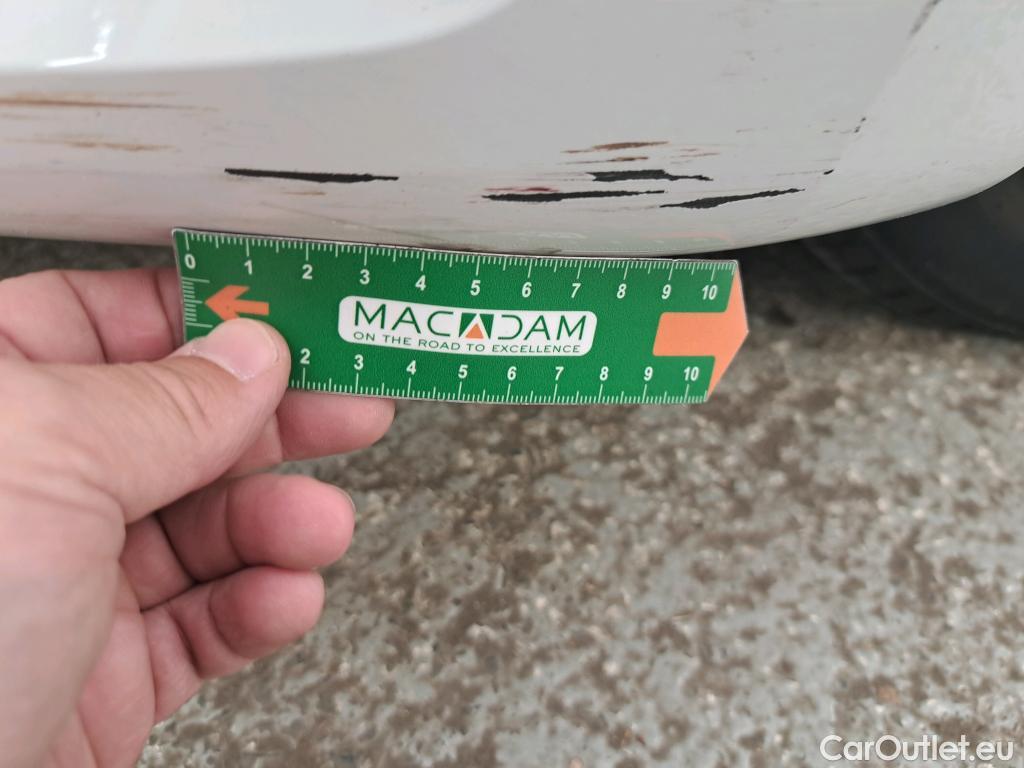 0 1 2 3 4 5 6 7 8 9 10
MACADAM
ON THE ROAD TO EXCELLENCE
2 3 4 5 6 7 8 9 10
CarOutlet.eu